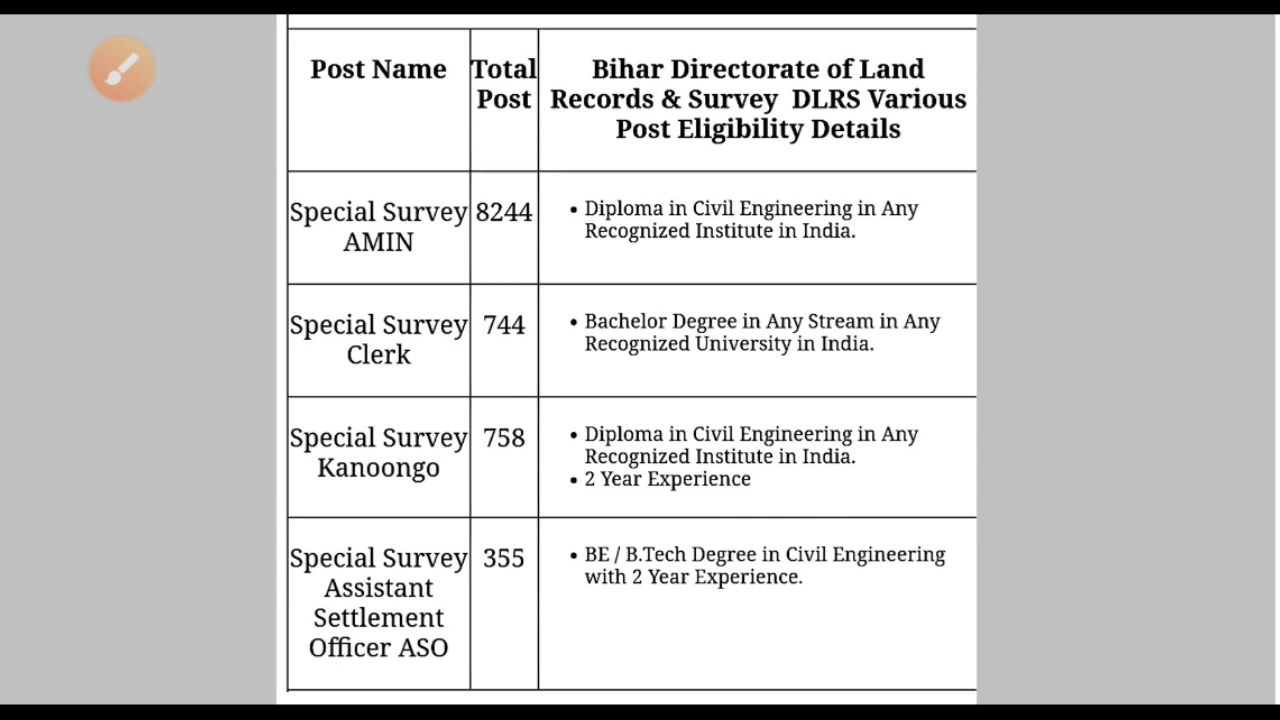 Post Name
Total
Post
Bihar Directorate of Land
Records & Survey DLRS Various
Post Eligibility Details
Special Survey
AMIN
8244
• Diploma in Civil Engineering in Any
Recognized Institute in India.
Special Survey
Clerk
744
• Bachelor Degree in Any Stream in Any
Recognized University in India.
Special Survey
Kanoongo
758
• Diploma in Civil Engineering in Any
Recognized Institute in India.
• 2 Year Experience
Special Survey
Assistant
Settlement
Officer ASO
355
• BE / B.Tech Degree in Civil Engineering
with 2 Year Experience.